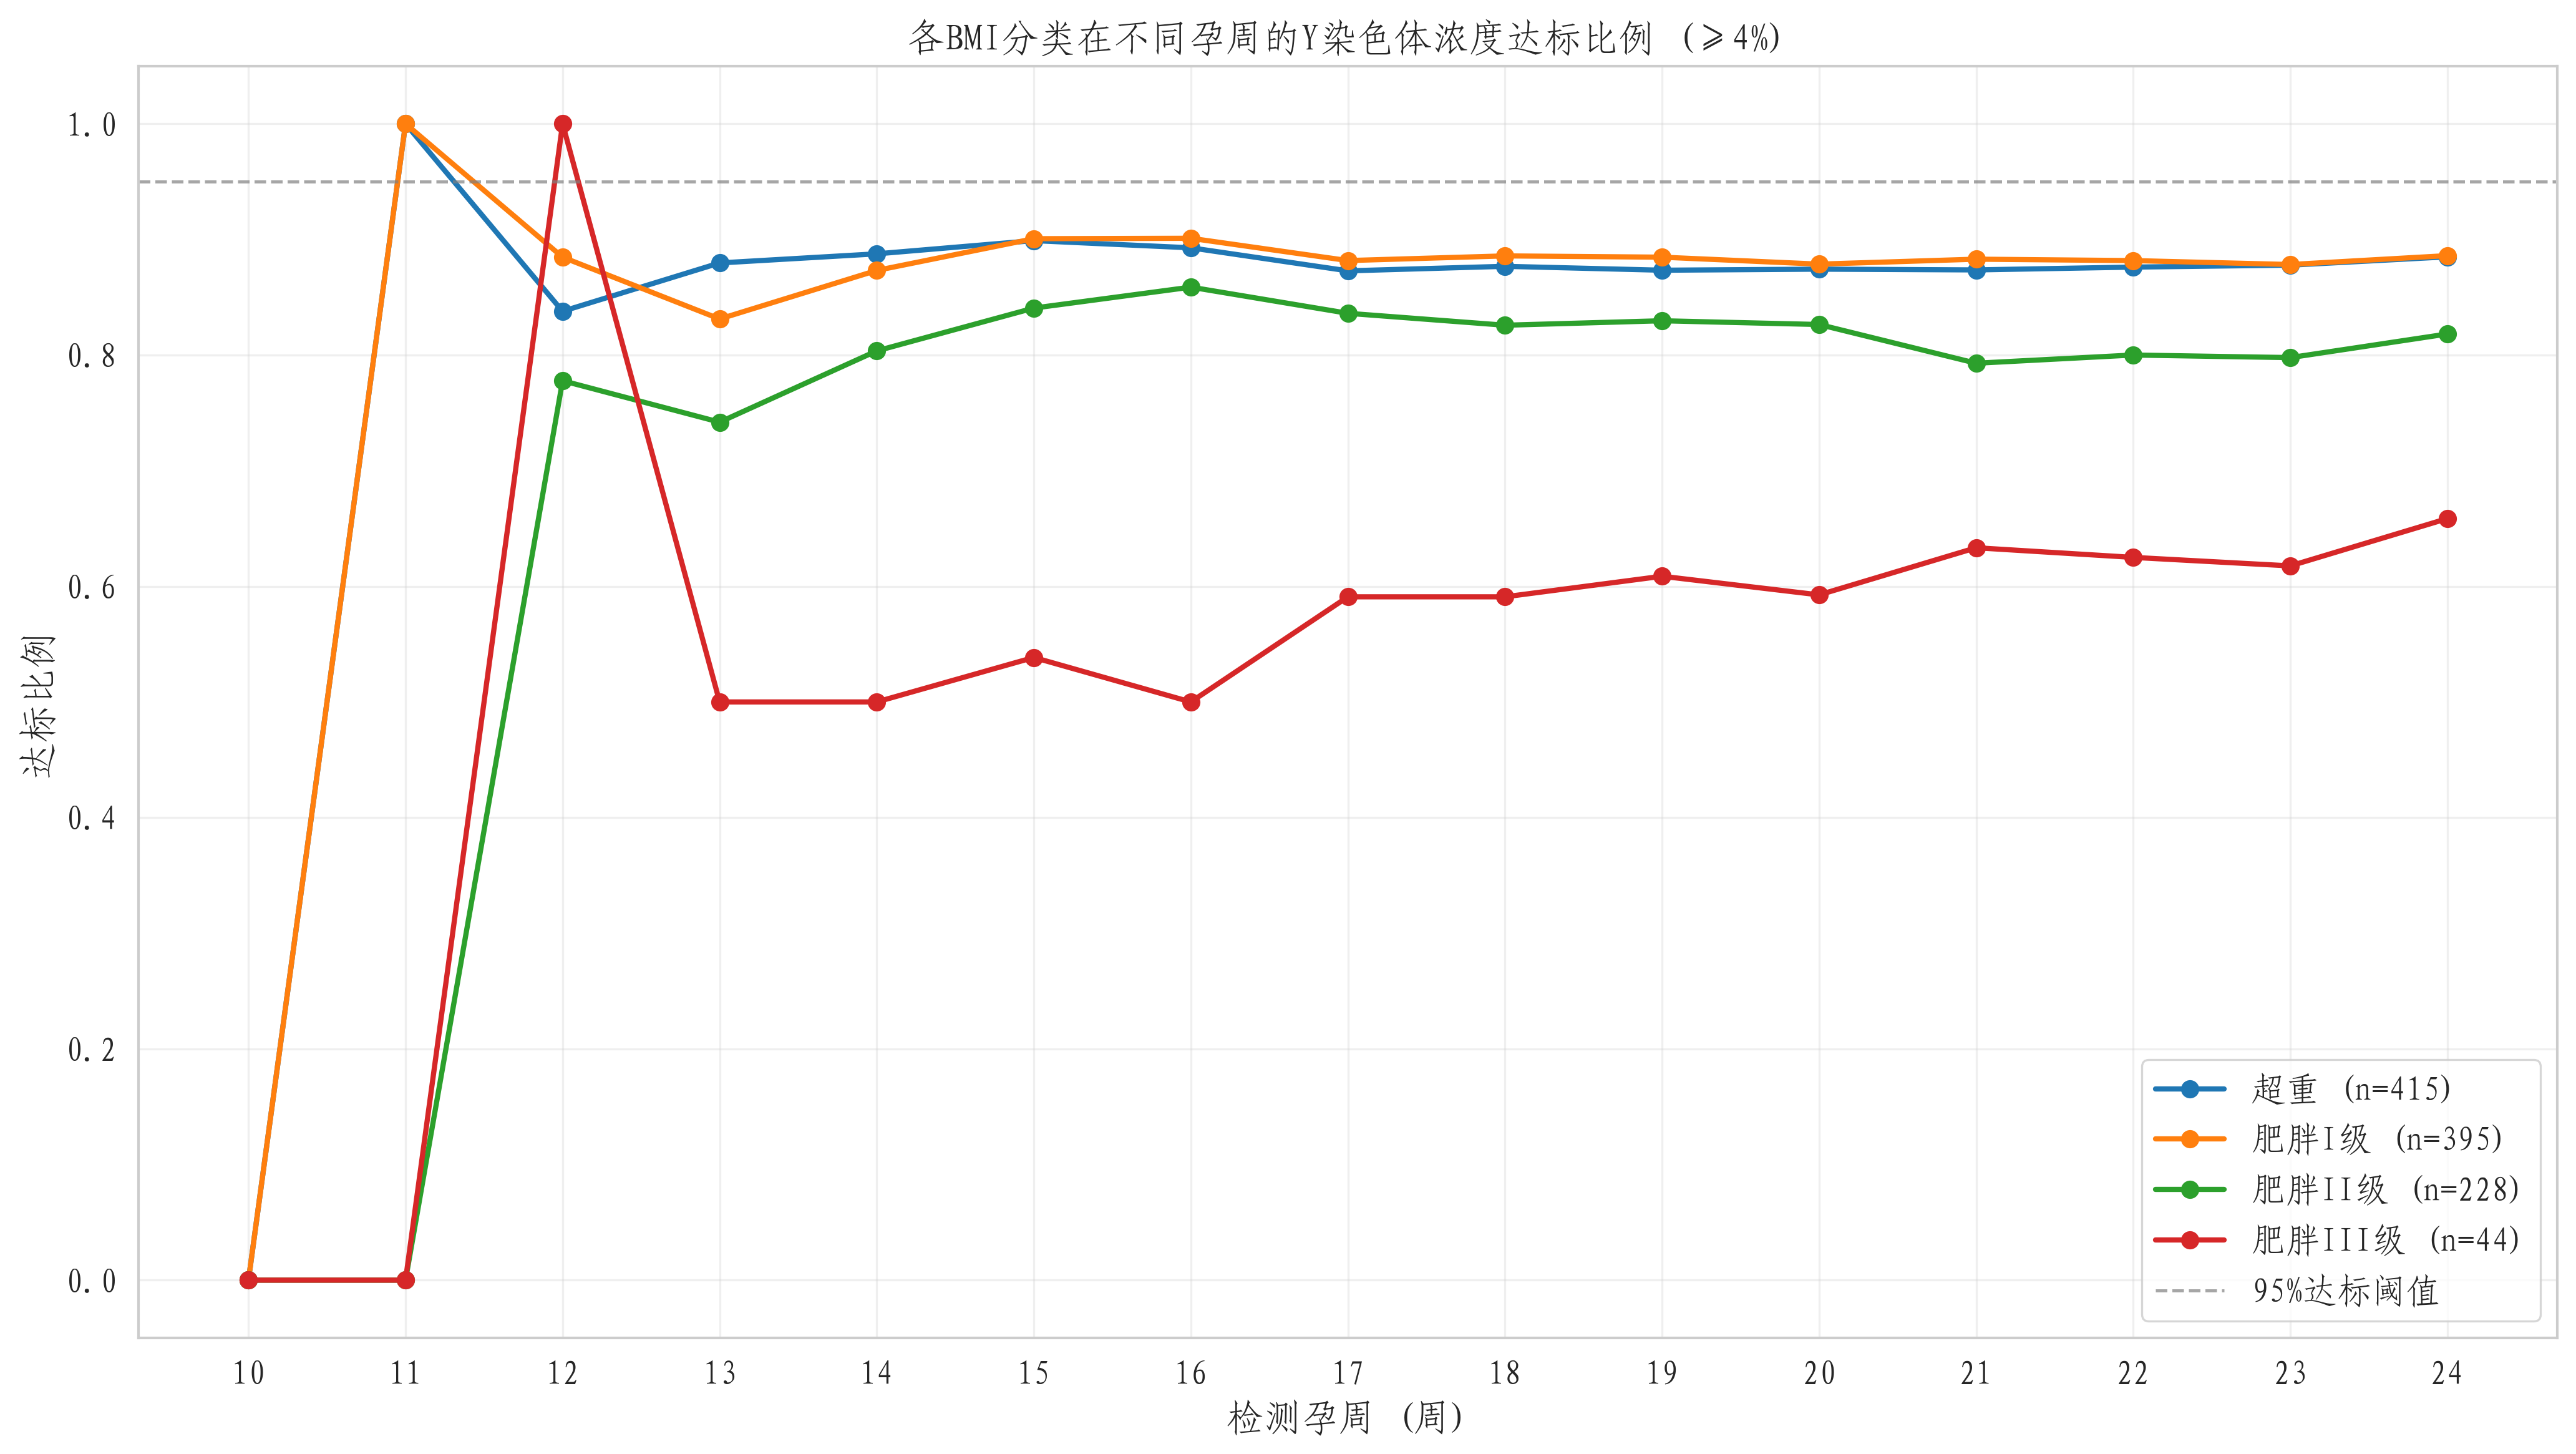 各BMI分类在不同孕周的Y染色体浓度达标比例 (≥4%)
达标比例
1.0
0.8
0.6
0.4
0.2
0.0
超重 (n=415)
肥胖I级 (n=395)
肥胖II级 (n=228)
肥胖III级 (n=44)
95%达标阈值
10 11 12 13 14 15 16 17 18 19 20 21 22 23 24
检测孕周 (周)